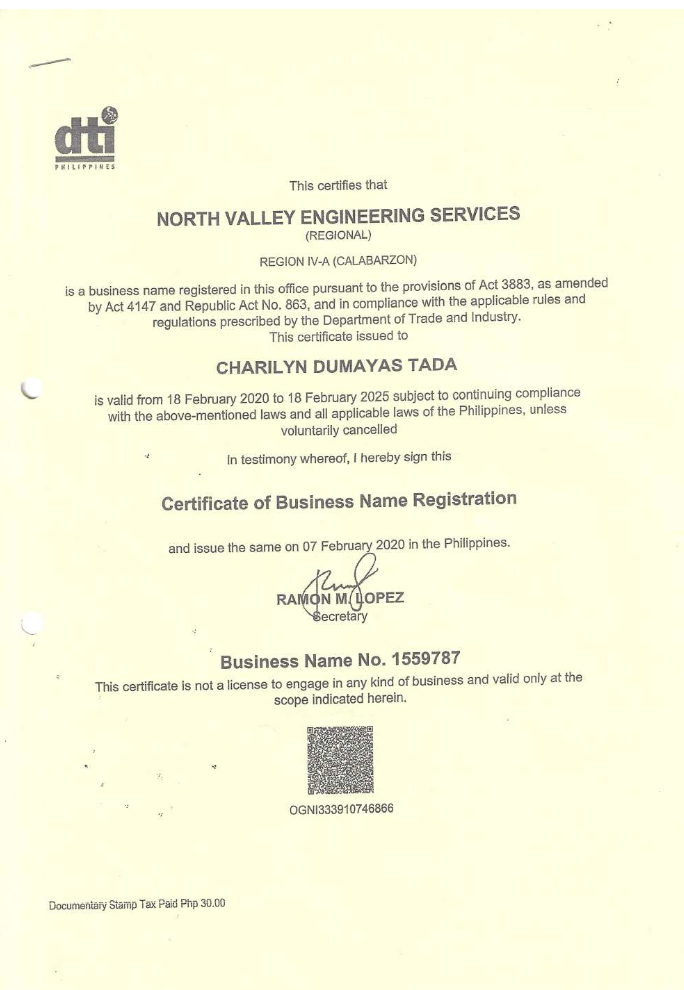 dti
PHILIPPINES
This certifies that
NORTH VALLEY ENGINEERING SERVICES
(REGIONAL)
REGION IV-A (CALABARZON)
is a business name registered in this office pursuant to the provisions of Act 3883, as amended
by Act 4147 and Republic Act No. 863, and in compliance with the applicable rules and
regulations prescribed by the Department of Trade and Industry.
This certificate issued to
CHARILYN DUMAYAS TADA
is valid from 18 February 2020 to 18 February 2025 subject to continuing compliance
with the above-mentioned laws and all applicable laws of the Philippines, unless
voluntarily cancelled
In testimony whereof, I hereby sign this
Certificate of Business Name Registration
and issue the same on 07 February 2020 in the Philippines.
RAMON M. LOPEZ
Secretary
Business Name No. 1559787
This certificate is not a license to engage in any kind of business and valid only at the
scope indicated herein.
OGNI333910746866
Documentary Stamp Tax Paid Php 30.00